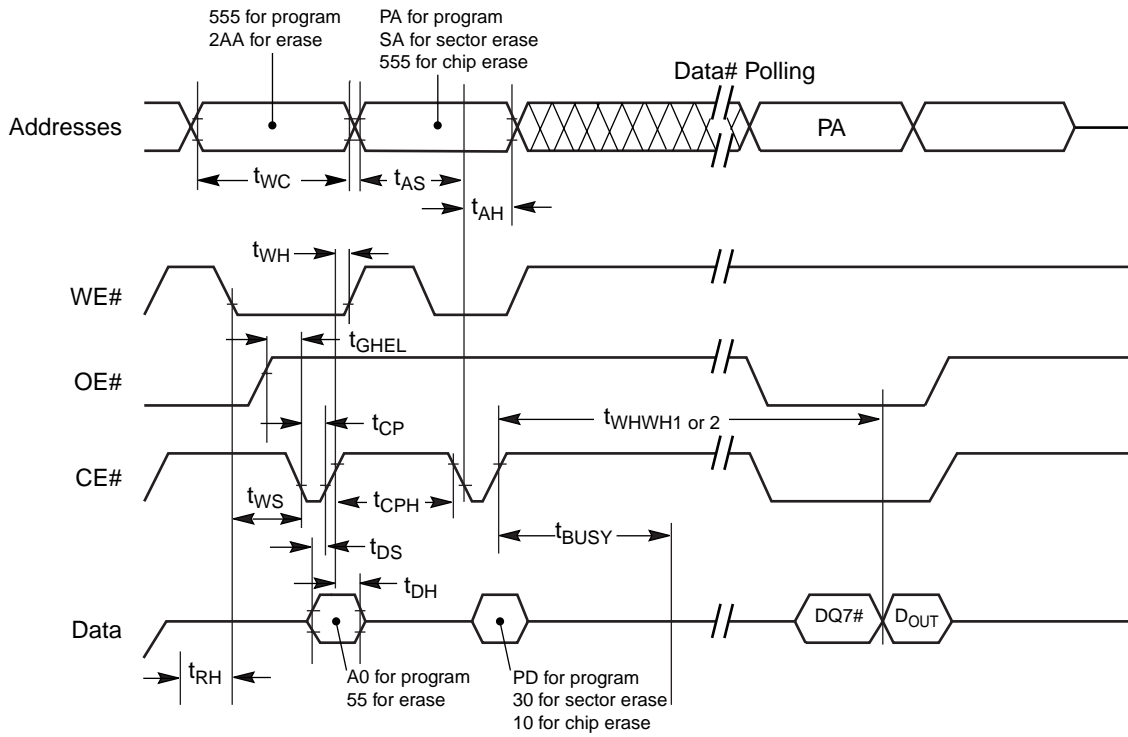 555 for program
2AA for erase
PA for program
SA for sector erase
555 for chip erase
Data# Polling
Addresses
PA
tWC
tAS
tAH
tWH
WE#
tGHEL
OE#
tWHWH1 or 2
tCP
CE#
tWS
tCPH
tBUSY
tDS
tDH
Data
DQ7#
DOUT
tRH
A0 for program
55 for erase
PD for program
30 for sector erase
10 for chip erase